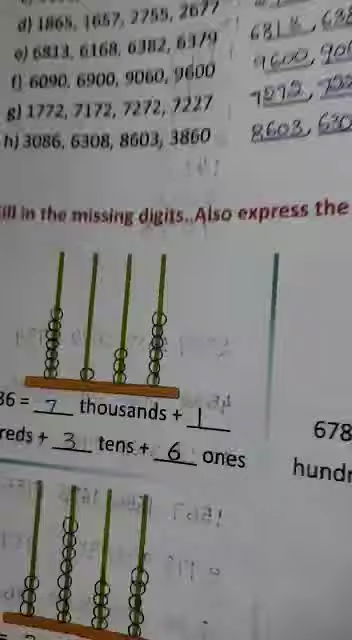 d) 1865, 1657, 2755, 2677
e) 6813, 6168, 6382, 6379
f) 6090, 6900, 9060, 9600 9600,
g) 1772, 7172, 7272, 7227 7272,
h) 3086, 6308, 8603, 3860 8603, 630
ill in the missing digits. Also express the
36 = 7 thousands + 1
reds + 3 tens + 6 ones
678
hundr